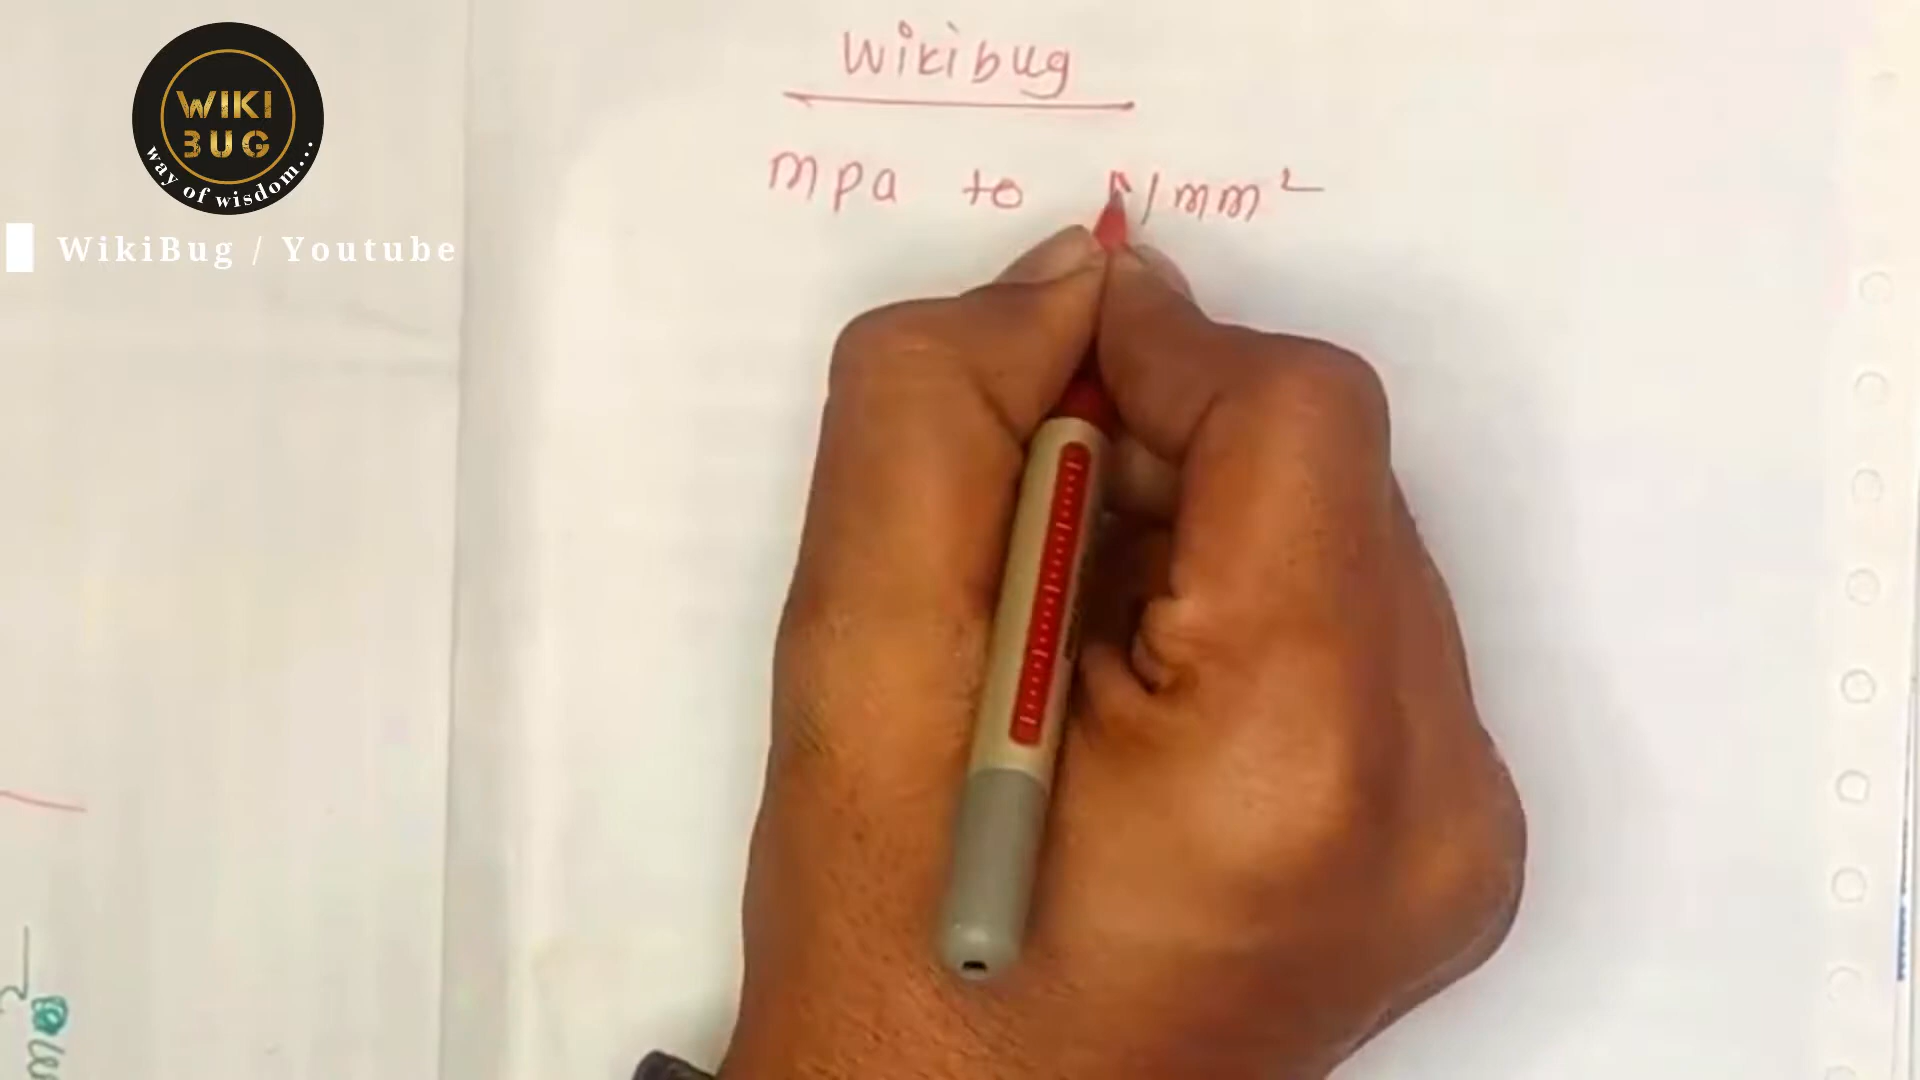 WIKI
BUG
way of wisdom...
WikiBug / Youtube
Wikibug
mpa to N/mm²